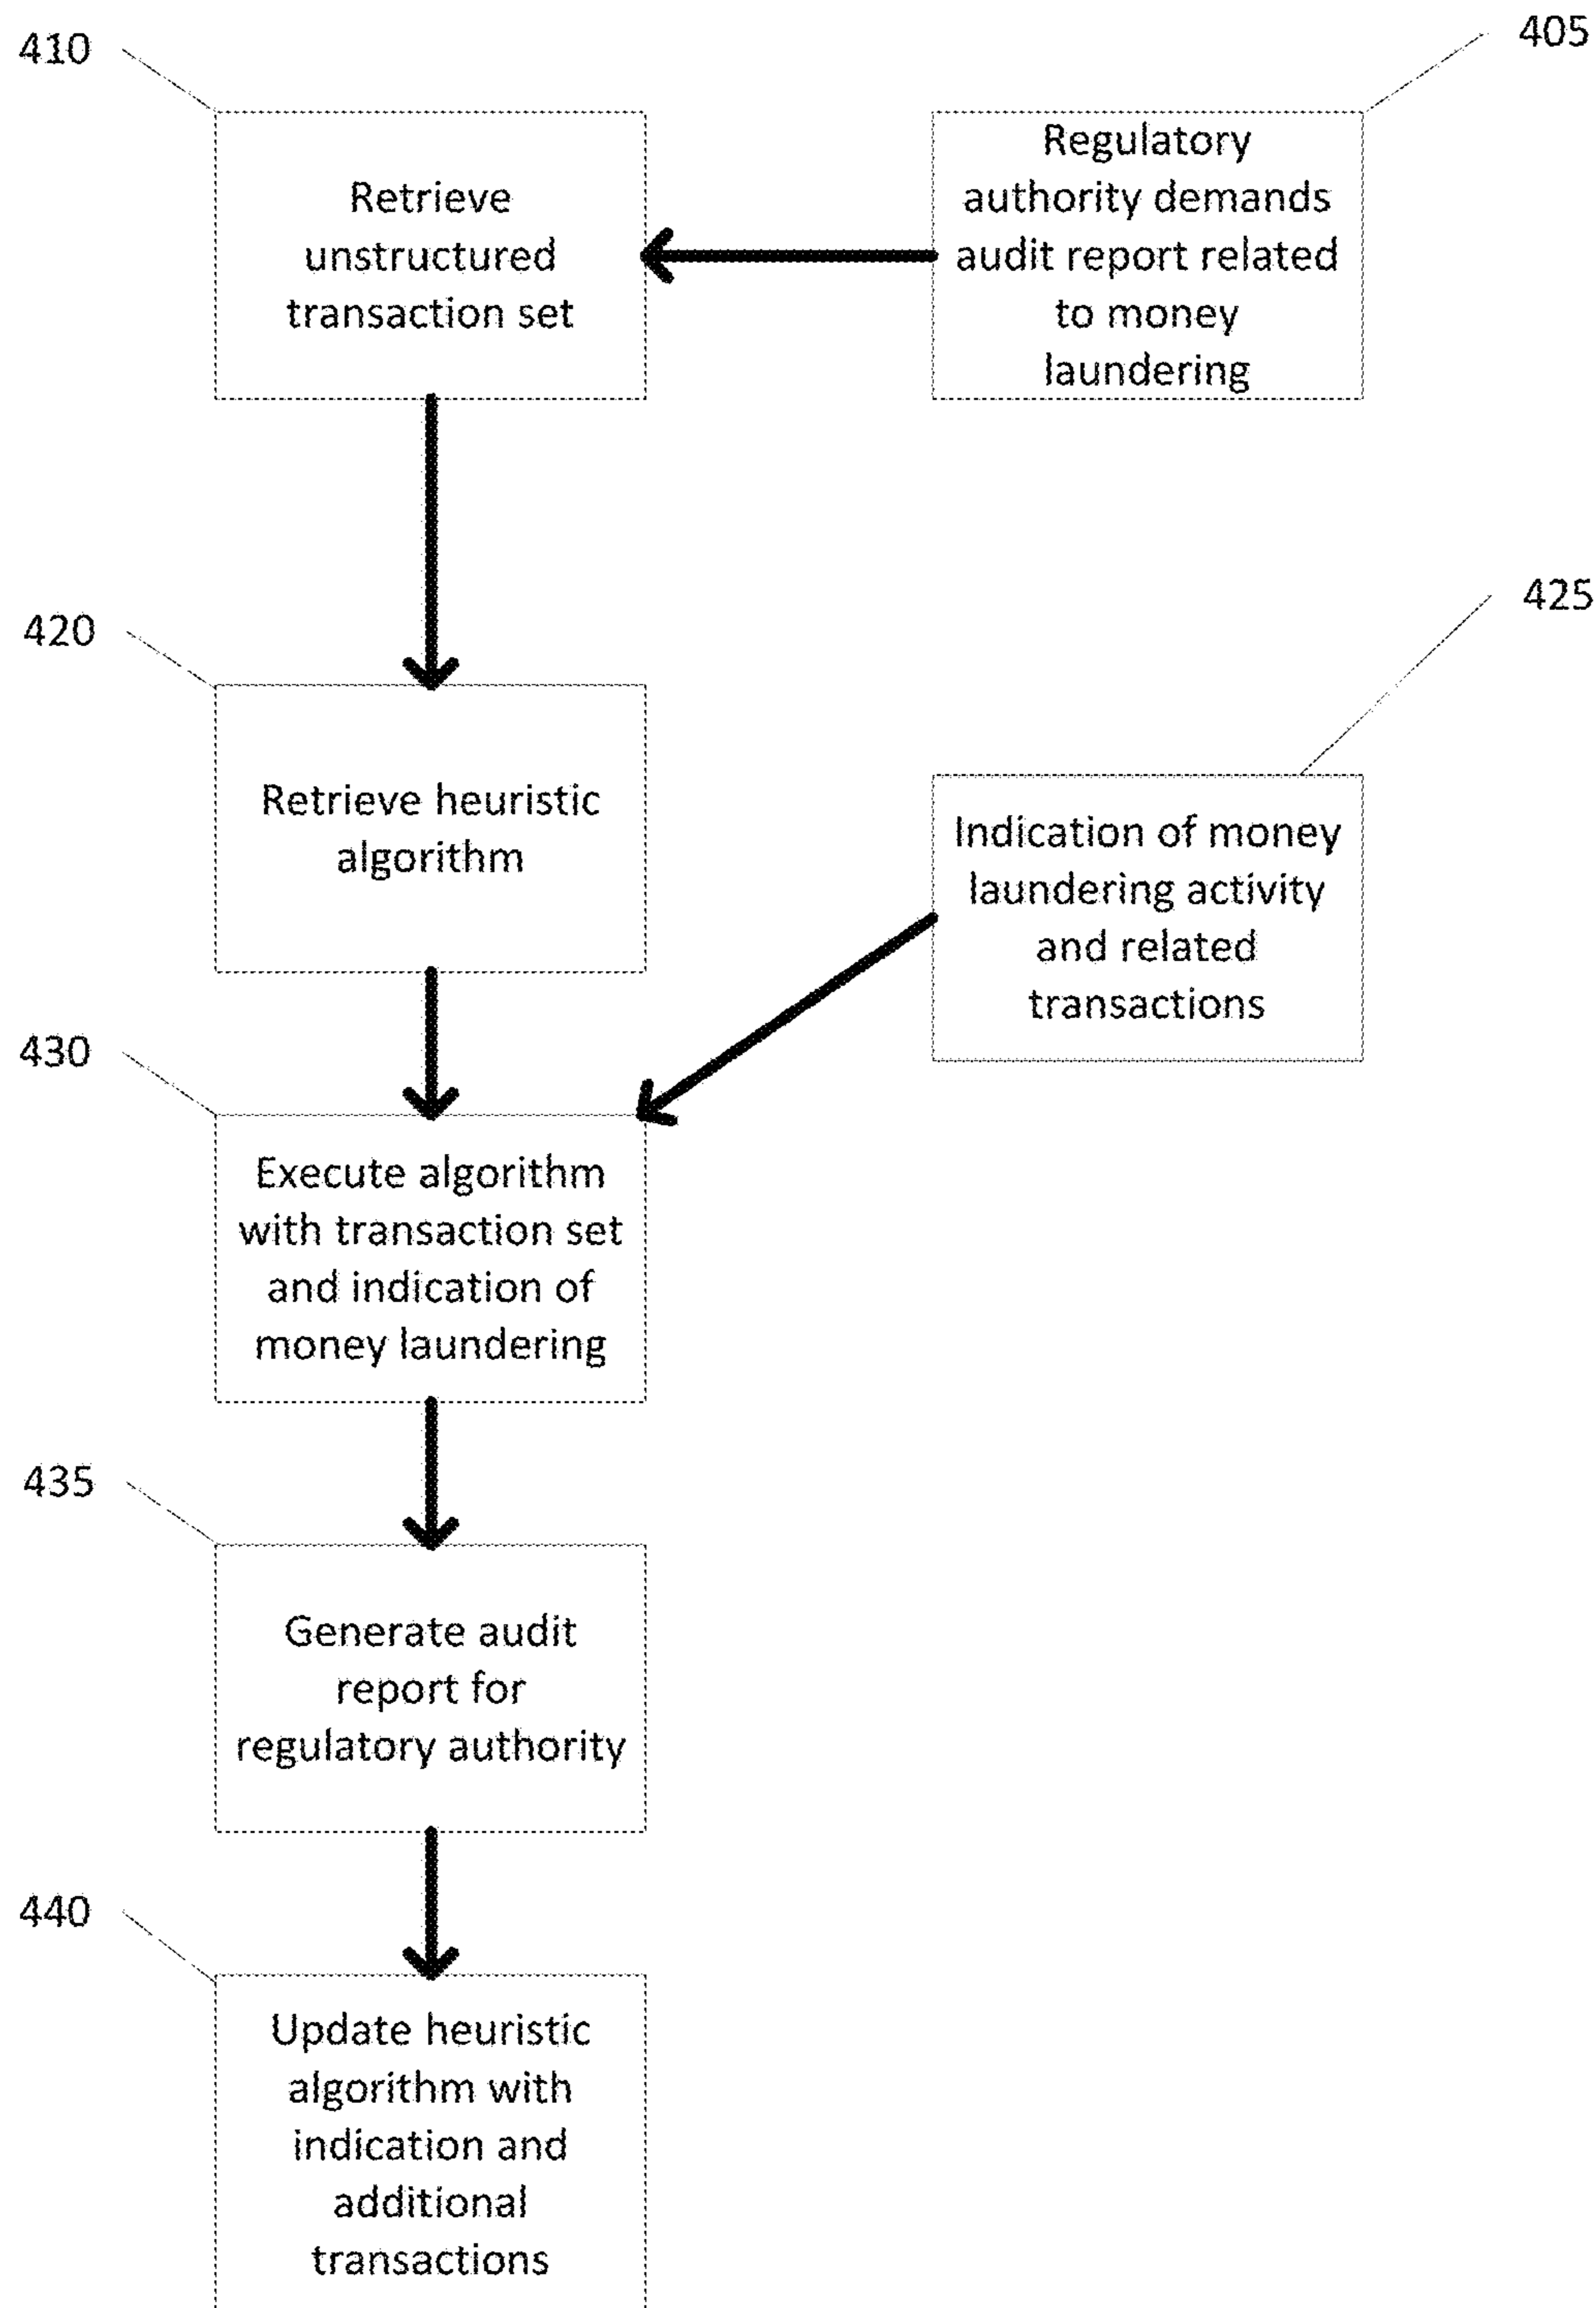 410
405
Retrieve
unstructured
transaction set
Regulatory
authority demands
audit report related
to money
laundering
420
425
Retrieve heuristic
algorithm
Indication of money
laundering activity
and related
transactions
430
Execute algorithm
with transaction set
and indication of
money laundering
435
Generate audit
report for
regulatory authority
440
Update heuristic
algorithm with
indication and
additional
transactions